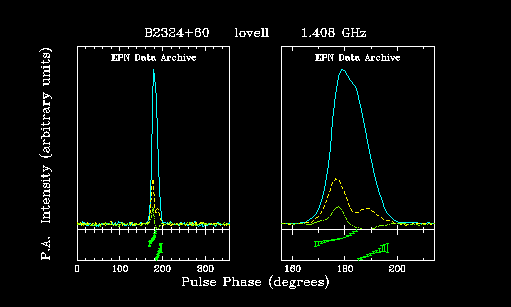 B2324+60 lovell 1.408 GHz
EPN Data Archive EPN Data Archive
P.A. Intensity (arbitrary units)
0 100 200 300 160 180 200
Pulse Phase (degrees)